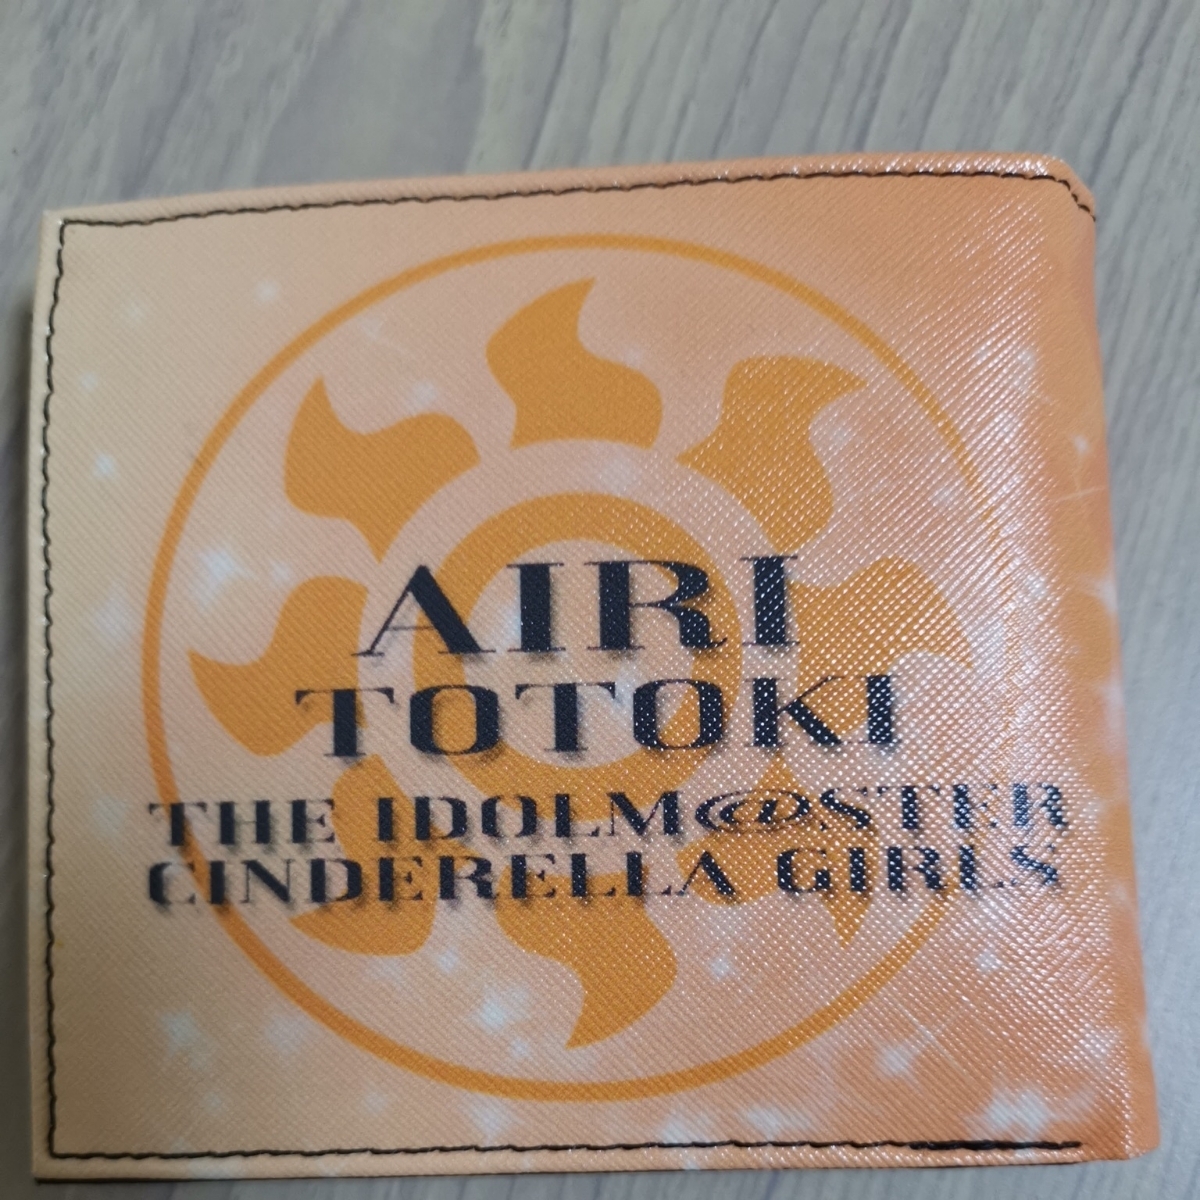 AIRI
TOTOKI
THE IDOLM@STER
CINDERELLA GIRLS